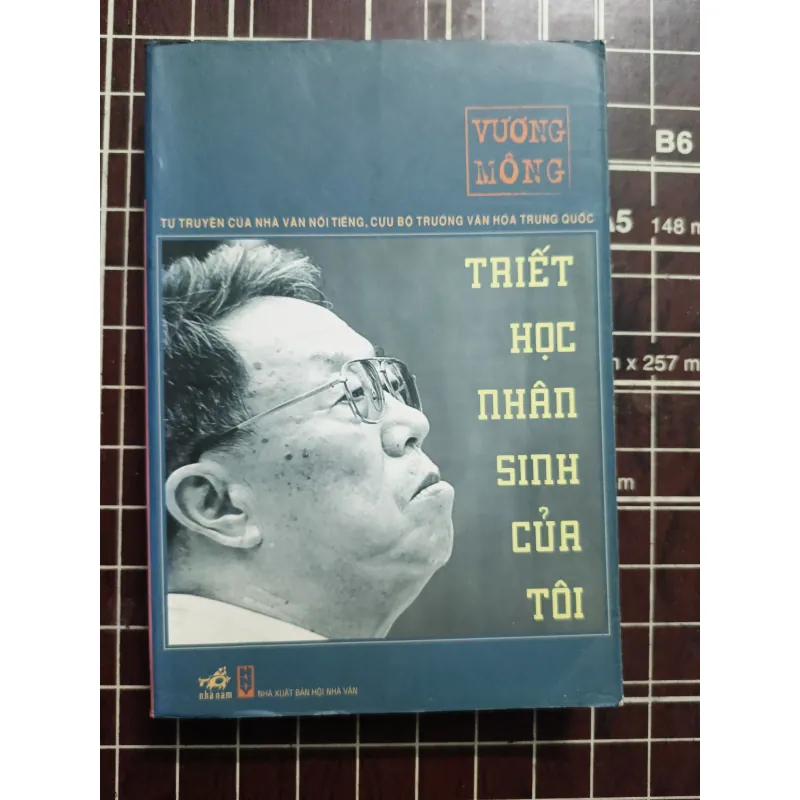 VƯƠNG
MÔNG
TỰ TRUYỆN CỦA NHÀ VĂN NỔI TIẾNG, CỰU BỘ TRƯỞNG VĂN HÓA TRUNG QUỐC
TRIẾT
HỌC
NHÂN
SINH
CỦA
TÔI
nhã nam
NHÀ XUẤT BẢN HỘI NHÀ VĂN
B6
A5
148 m
x 257 m
m